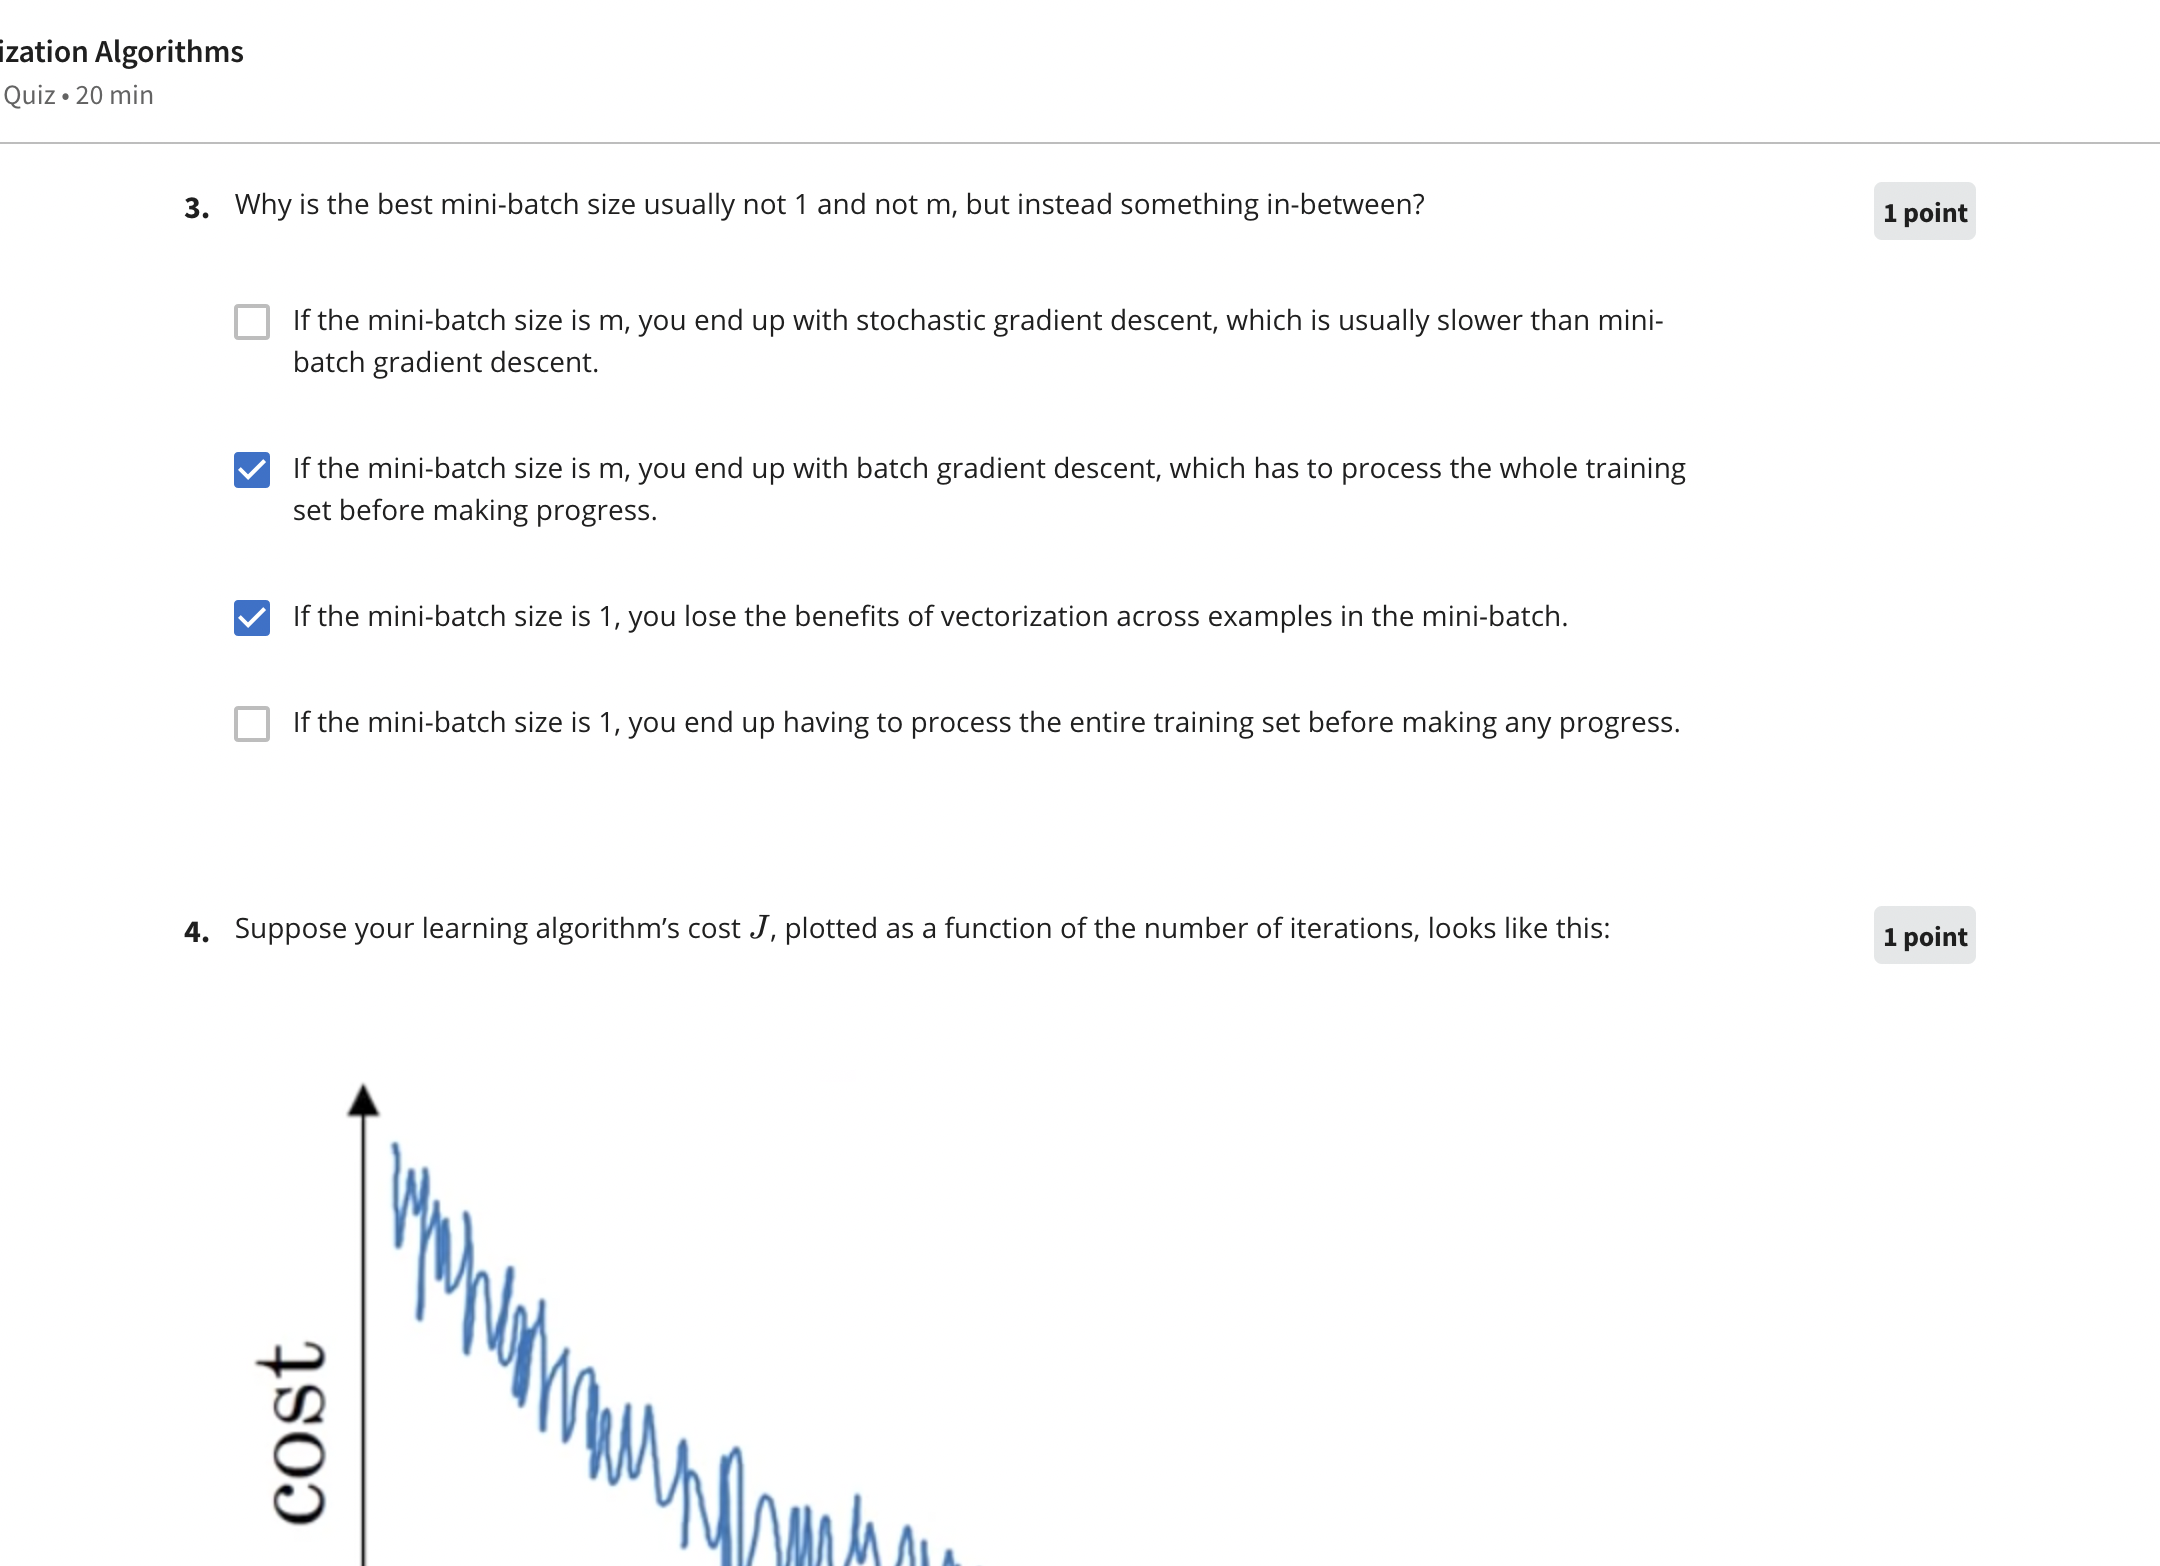 ization Algorithms
Quiz • 20 min
3. Why is the best mini-batch size usually not 1 and not m, but instead something in-between?
1 point
If the mini-batch size is m, you end up with stochastic gradient descent, which is usually slower than mini-
batch gradient descent.
If the mini-batch size is m, you end up with batch gradient descent, which has to process the whole training
set before making progress.
If the mini-batch size is 1, you lose the benefits of vectorization across examples in the mini-batch.
If the mini-batch size is 1, you end up having to process the entire training set before making any progress.
4. Suppose your learning algorithm’s cost J, plotted as a function of the number of iterations, looks like this:
1 point
cost